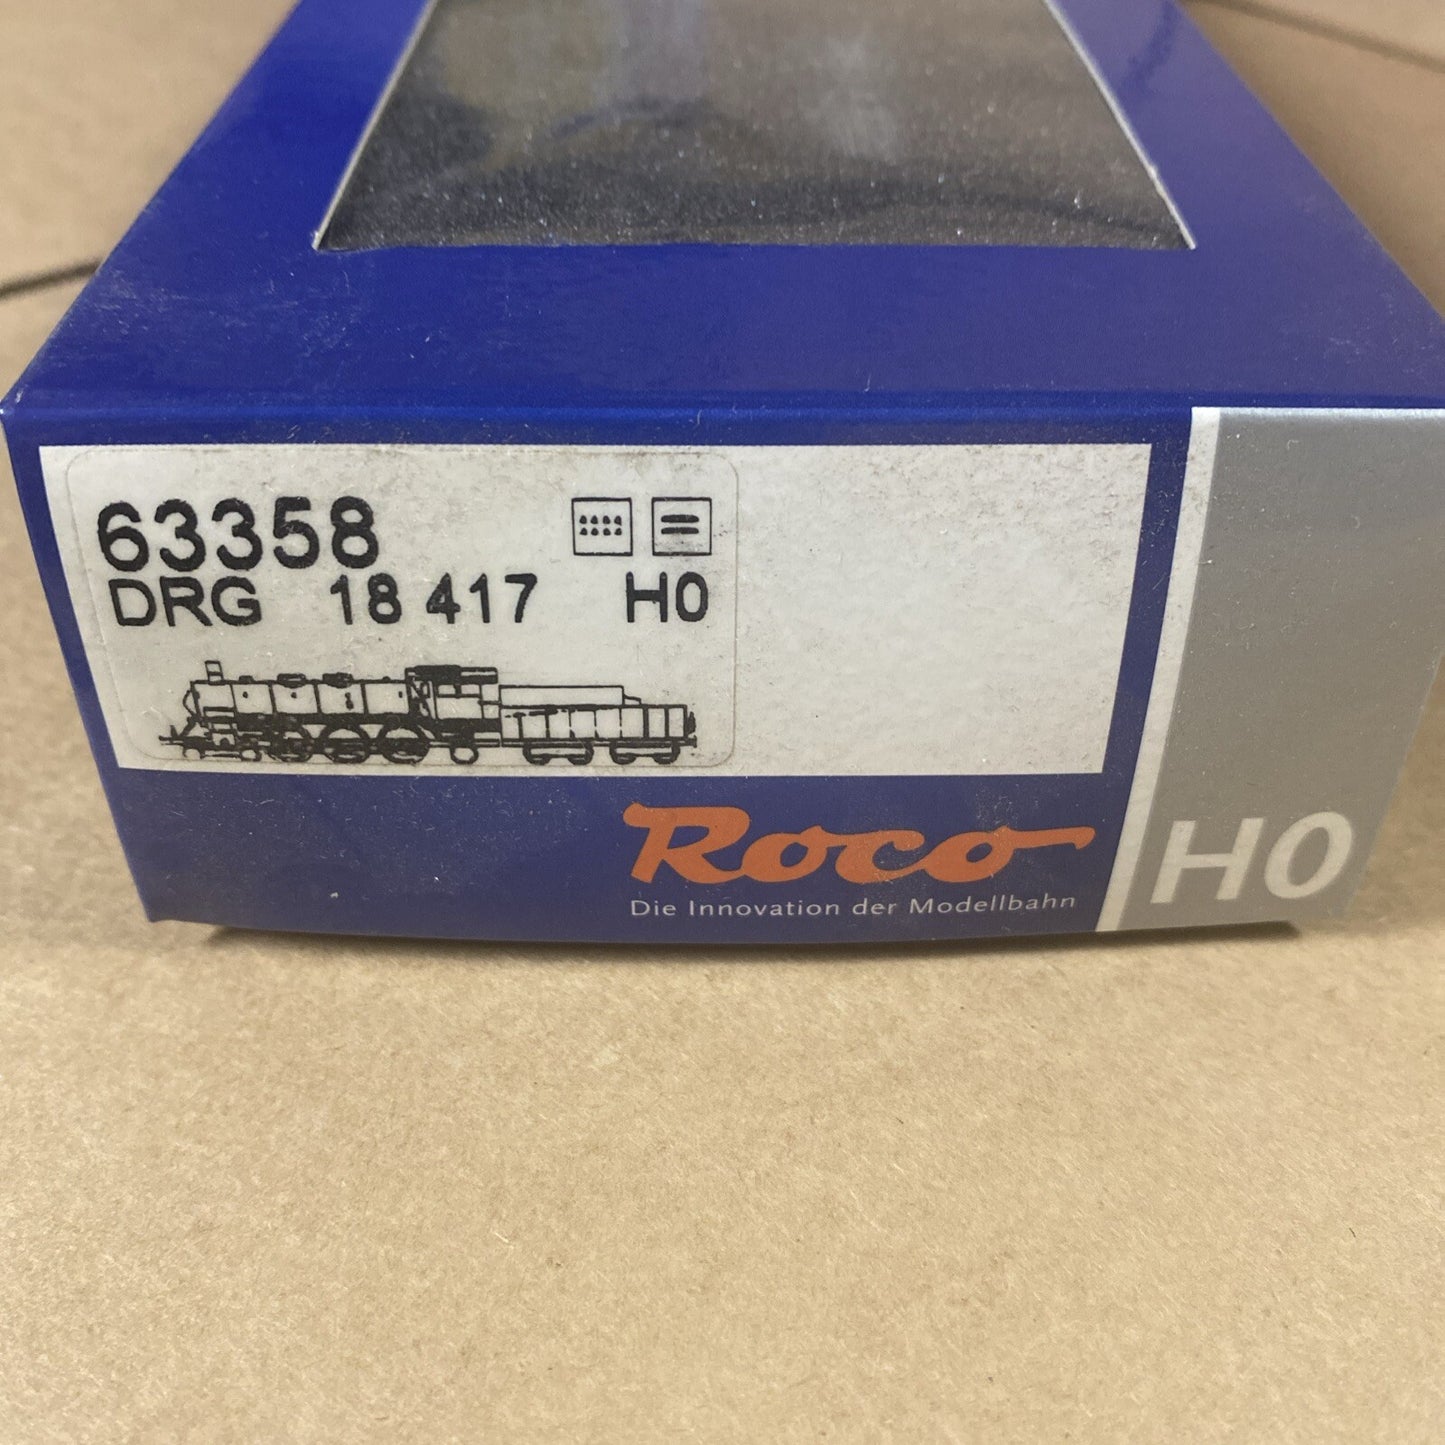 63358
DRG 18 417 H0
Roco
Die Innovation der Modellbahn
H0